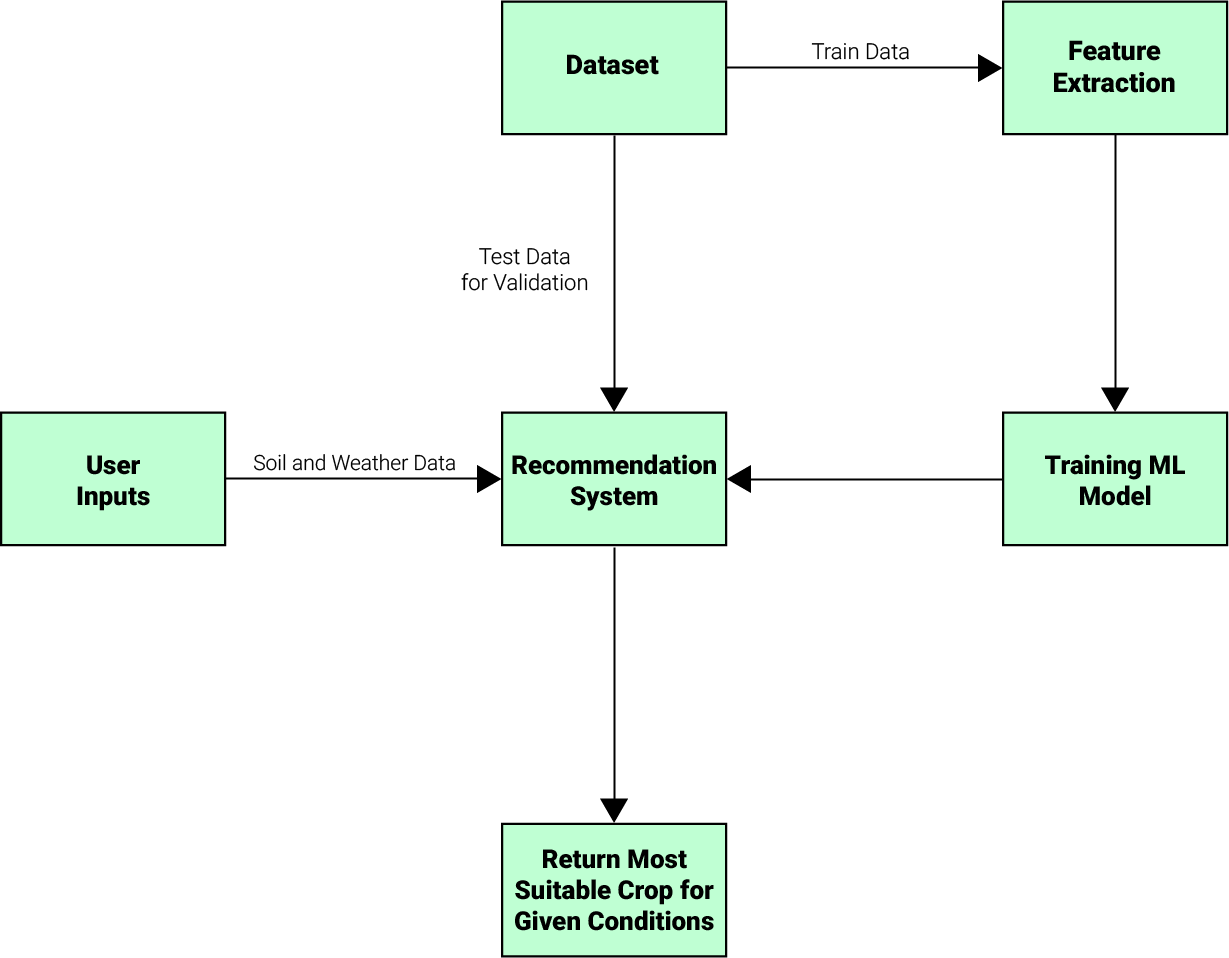 Dataset
Train Data
Feature
Extraction
Test Data
for Validation
User
Inputs
Soil and Weather Data
Recommendation
System
Training ML
Model
Return Most
Suitable Crop for
Given Conditions